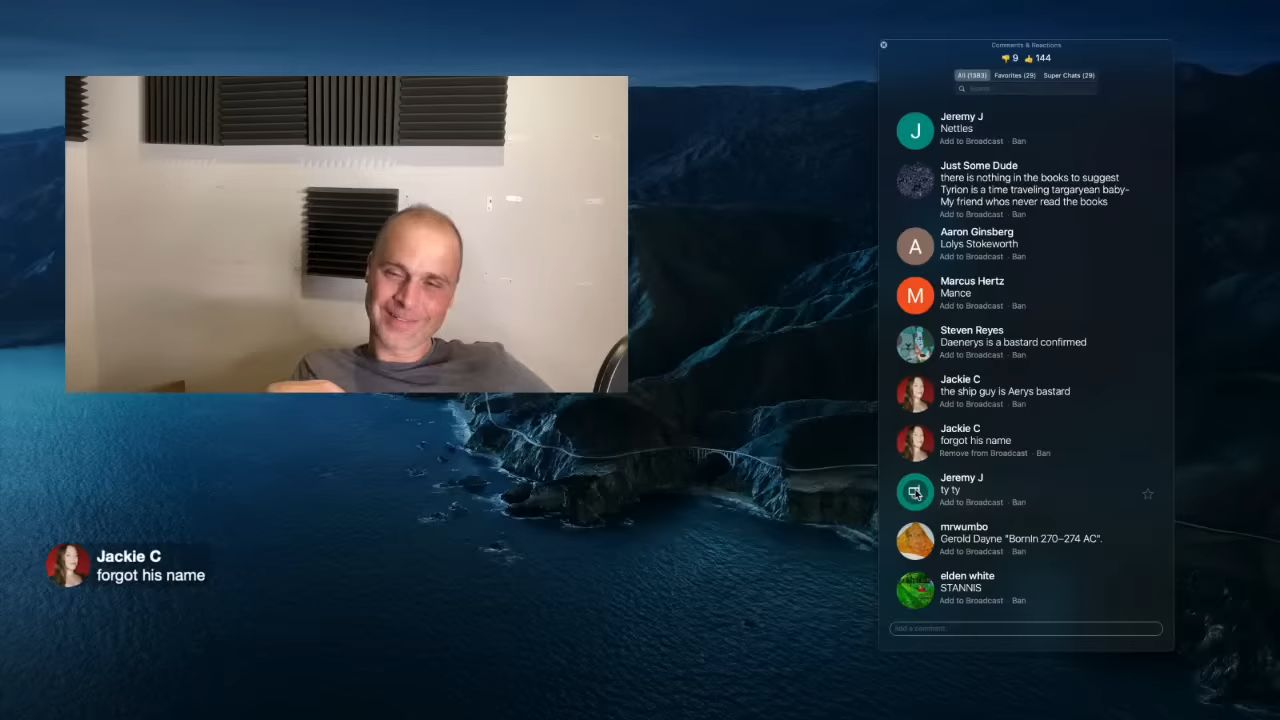 Comments & Reactions
👎 9 👍 144
All (1383) Favorites (29) Super Chats (29)
Search
J
Jeremy J
Nettles
Add to Broadcast · Ban
Just Some Dude
there is nothing in the books to suggest
Tyrion is a time traveling targaryean baby-
My friend whos never read the books
Add to Broadcast · Ban
A
Aaron Ginsberg
Lolys Stokeworth
Add to Broadcast · Ban
M
Marcus Hertz
Mance
Add to Broadcast · Ban
Steven Reyes
Daenerys is a bastard confirmed
Add to Broadcast · Ban
Jackie C
the ship guy is Aerys bastard
Add to Broadcast · Ban
Jackie C
forgot his name
Remove from Broadcast · Ban
Jeremy J
ty ty
Add to Broadcast · Ban
mrwumbo
Gerold Dayne "BornIn 270–274 AC".
Add to Broadcast · Ban
elden white
STANNIS
Add to Broadcast · Ban
Add a comment
Jackie C
forgot his name